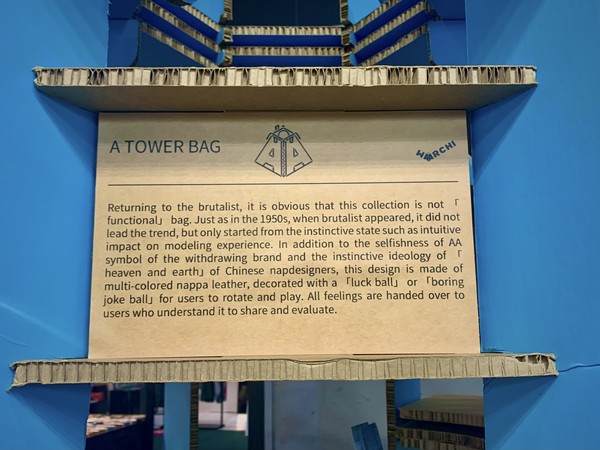 A TOWER BAG
WAARCHI
Returning to the brutalist, it is obvious that this collection is not 「
functional」 bag. Just as in the 1950s, when brutalist appeared, it did not
lead the trend, but only started from the instinctive state such as intuitive
impact on modeling experience. In addition to the selfishness of AA
symbol of the withdrawing brand and the instinctive ideology of 「
heaven and earth」 of Chinese napdesigners, this design is made of
multi-colored nappa leather, decorated with a 「luck ball」 or 「boring
joke ball」 for users to rotate and play. All feelings are handed over to
users who understand it to share and evaluate.